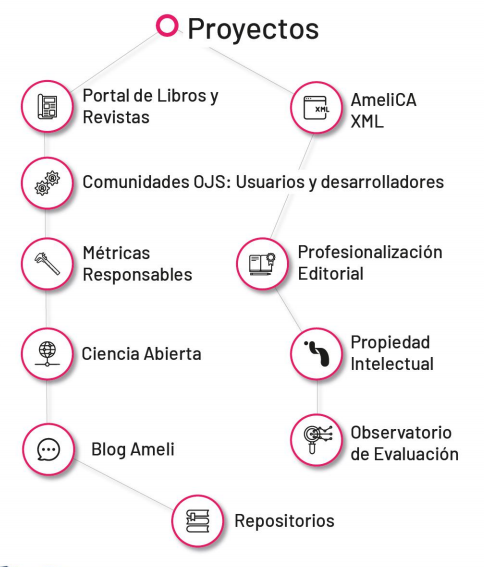 Proyectos
Portal de Libros y
Revistas
AmeliCA
XML
XML
Comunidades OJS: Usuarios y desarrolladores
Métricas
Responsables
Profesionalización
Editorial
Ciencia Abierta
Propiedad
Intelectual
Blog Ameli
Observatorio
de Evaluación
Repositorios